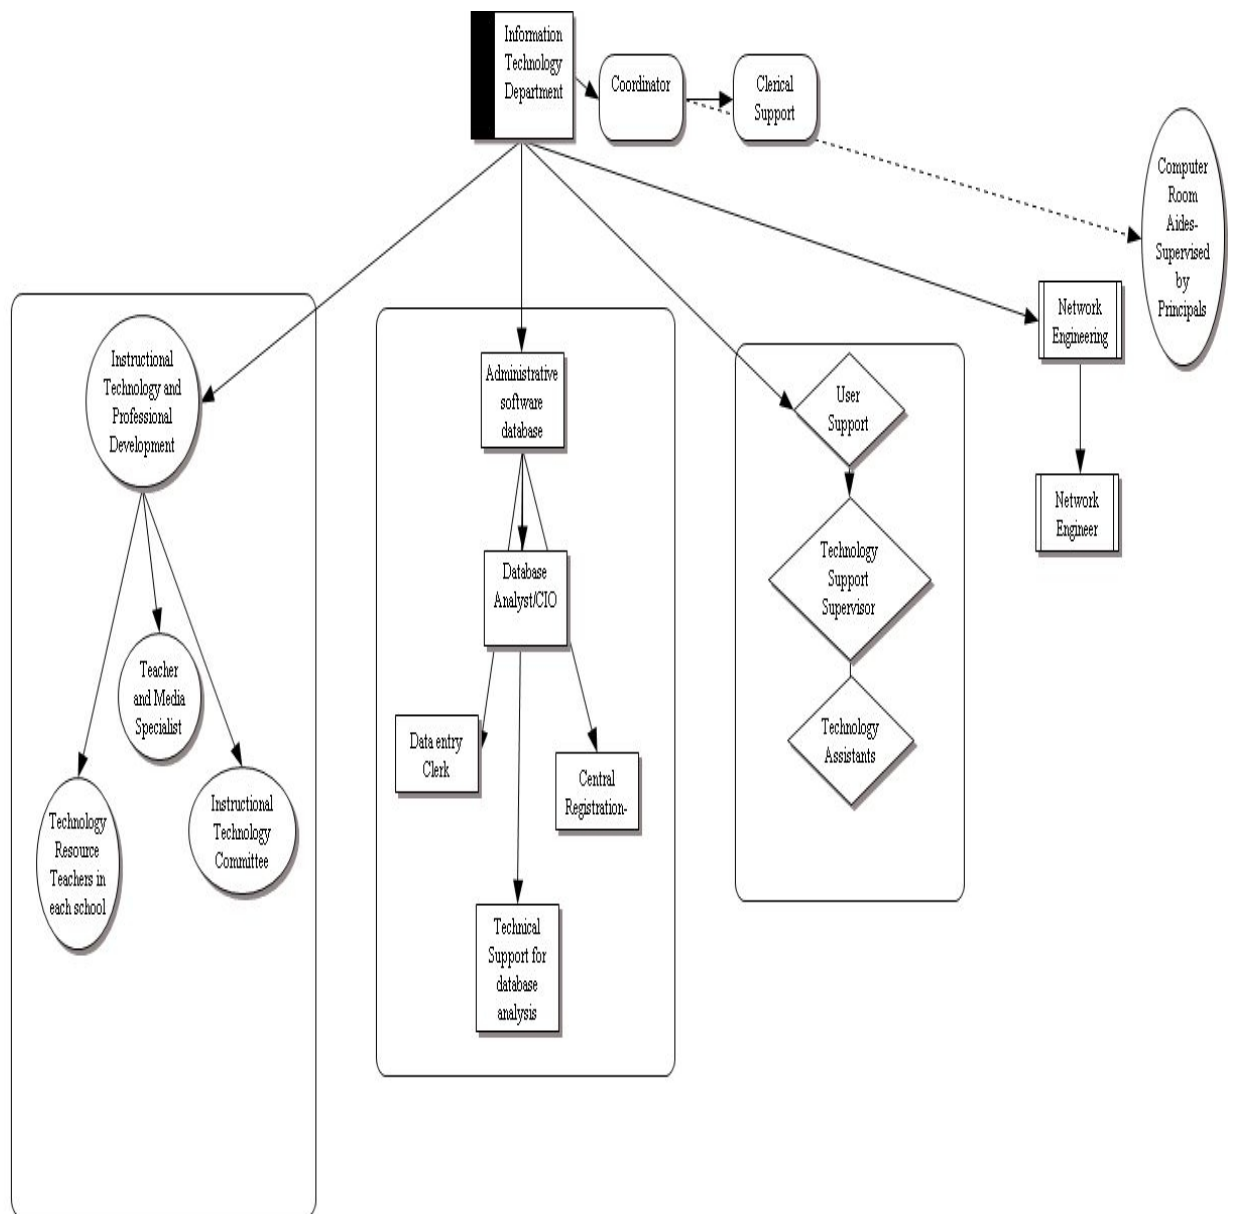 Information
Technology
Department
Coordinator
Clerical
Support
Computer
Room
Aides-
Supervised
by
Principals
Network
Engineering
Network
Engineer
Instructional
Technology and
Professional
Development
Teacher
and Media
Specialist
Technology
Resource
Teachers in
each school
Instructional
Technology
Committee
Administrative
software
database
Database
Analyst/CIO
Data entry
Clerk
Central
Registration-
Technical
Support for
database
analysis
User
Support
Technology
Support
Supervisor
Technology
Assistants